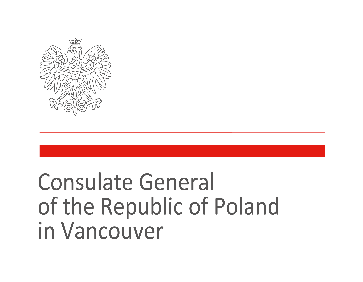 Consulate General
of the Republic of Poland
in Vancouver